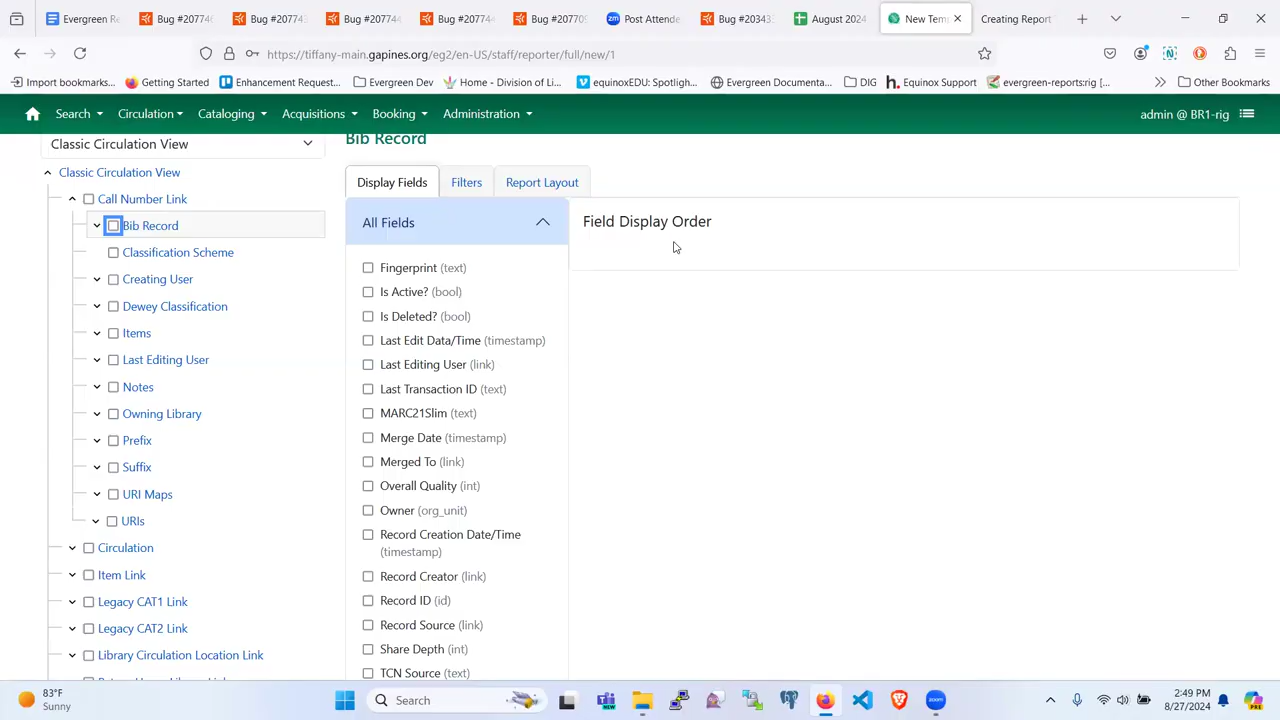 Evergreen Re
Bug #20774
Bug #20774
Bug #20774
Bug #20774
Bug #20770
Post Attende
Bug #20343
August 2024
New Tem
Creating Report
https://tiffany-main.gapines.org/eg2/en-US/staff/reporter/full/new/1
Import bookmarks...
Getting Started
Enhancement Request...
Evergreen Dev
Home - Division of Li...
equinoxEDU: Spotligh...
Evergreen Documenta...
DIG
Equinox Support
evergreen-reports:rig [...
Other Bookmarks
Search
Circulation
Cataloging
Acquisitions
Booking
Administration
admin @ BR1-rig
Classic Circulation View
Bib Record
Classic Circulation View
Call Number Link
Bib Record
Classification Scheme
Creating User
Dewey Classification
Items
Last Editing User
Notes
Owning Library
Prefix
Suffix
URI Maps
URIs
Circulation
Item Link
Legacy CAT1 Link
Legacy CAT2 Link
Library Circulation Location Link
Display Fields
Filters
Report Layout
All Fields
Fingerprint (text)
Is Active? (bool)
Is Deleted? (bool)
Last Edit Data/Time (timestamp)
Last Editing User (link)
Last Transaction ID (text)
MARC21Slim (text)
Merge Date (timestamp)
Merged To (link)
Overall Quality (int)
Owner (org_unit)
Record Creation Date/Time
(timestamp)
Record Creator (link)
Record ID (id)
Record Source (link)
Share Depth (int)
TCN Source (text)
Field Display Order
83°F
Sunny
Search
2:49 PM
8/27/2024